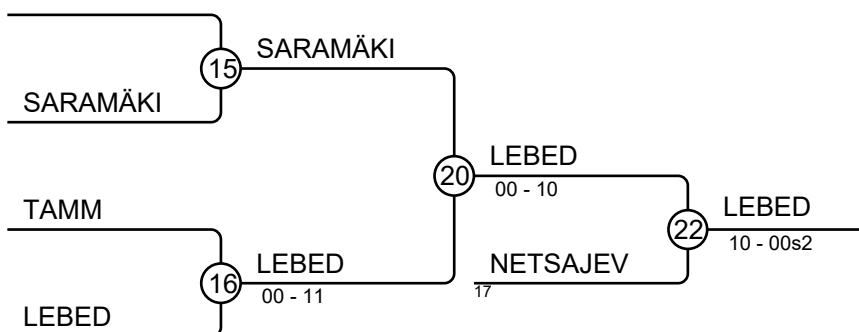 SARAMÄKI
15
SARAMÄKI
LEBED
20
00 - 10
TAMM
LEBED
22
10 - 00s2
LEBED
16
00 - 11
NETSAJEV
17
LEBED